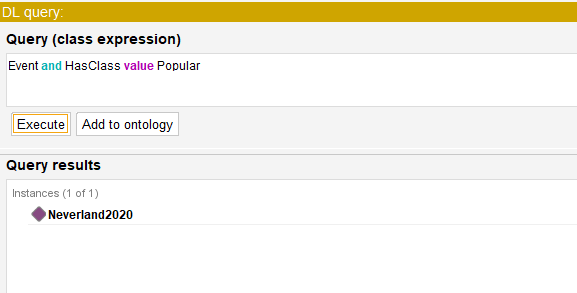 DL query:
Query (class expression)
Event and HasClass value Popular
Execute Add to ontology
Query results
Instances (1 of 1)
Neverland2020